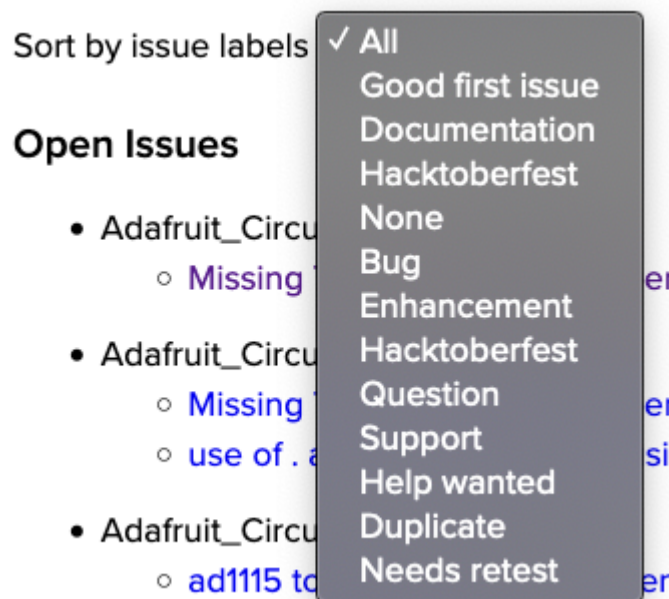 Sort by issue labels
✓ All
Good first issue
Documentation
Hacktoberfest
None
Bug
Enhancement
Hacktoberfest
Question
Support
Help wanted
Duplicate
Needs retest
Open Issues
Adafruit_Circu
Missing
Adafruit_Circu
Missing
use of .
Adafruit_Circu
ad1115 to